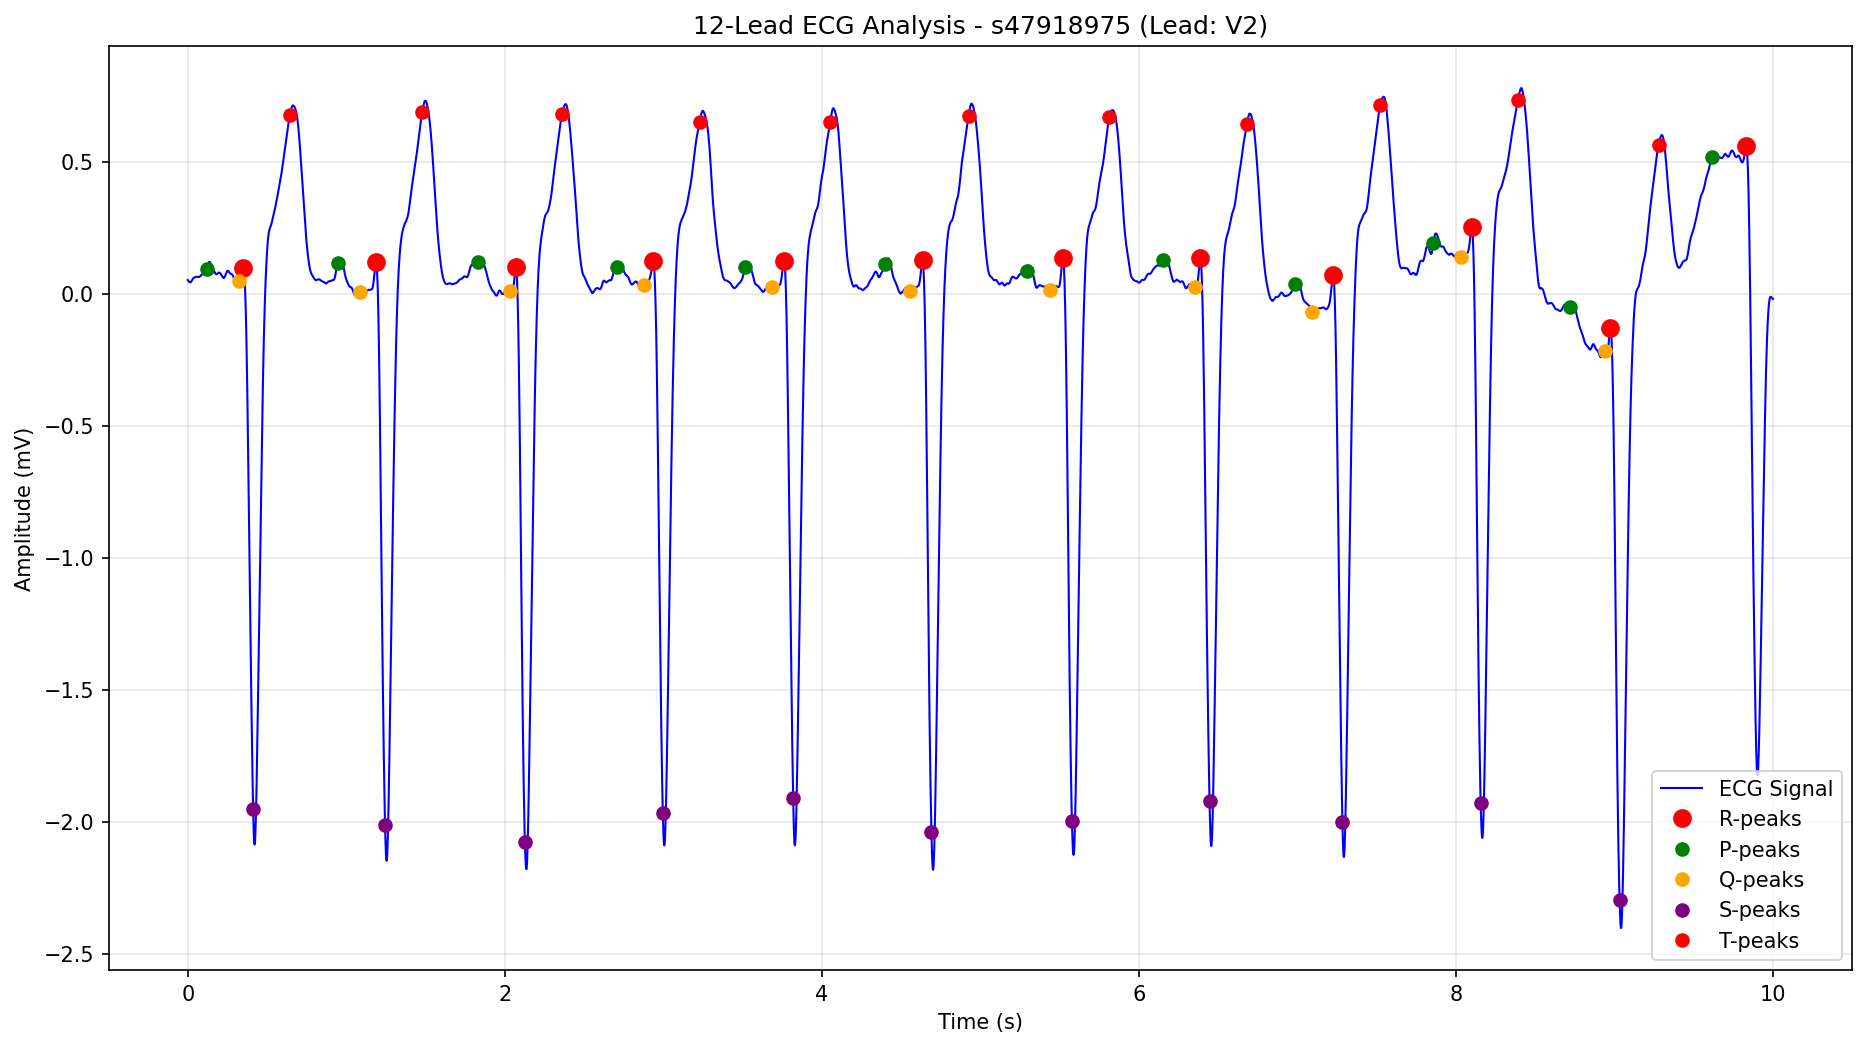 12-Lead ECG Analysis - s47918975 (Lead: V2)
Amplitude (mV)
0.5
0.0
−0.5
−1.0
−1.5
−2.0
−2.5
0 2 4 6 8 10
Time (s)
ECG Signal
R-peaks
P-peaks
Q-peaks
S-peaks
T-peaks